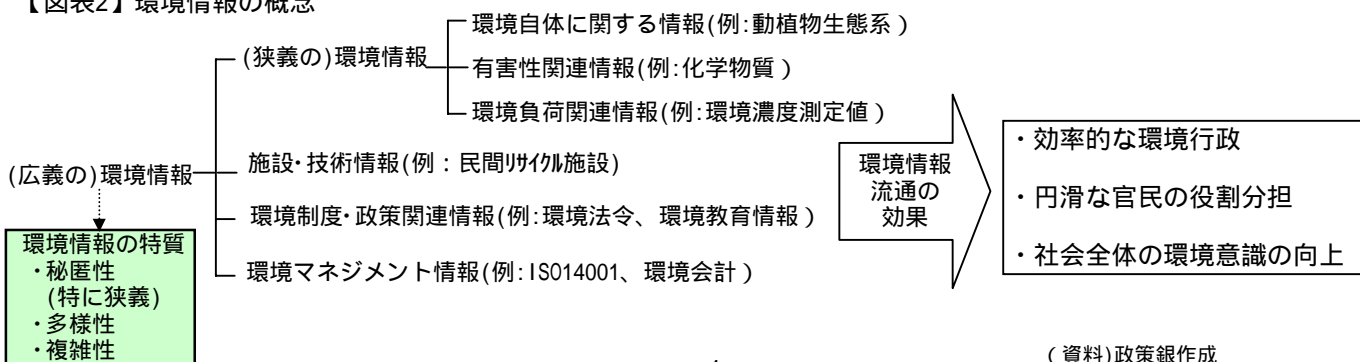 【図表2】環境情報の概念
環境自体に関する情報(例:動植物生態系)
(狭義の)環境情報
有害性関連情報(例:化学物質)
環境負荷関連情報(例:環境濃度測定値)
(広義の)環境情報
施設・技術情報(例：民間ﾘｻｲｸﾙ施設)
環境制度・政策関連情報(例:環境法令、環境教育情報)
環境マネジメント情報(例:ISO14001、環境会計)
環境情報の特質
・秘匿性
(特に狭義)
・多様性
・複雑性
環境情報
流通の
効果
・効率的な環境行政
・円滑な官民の役割分担
・社会全体の環境意識の向上
(資料)政策銀作成